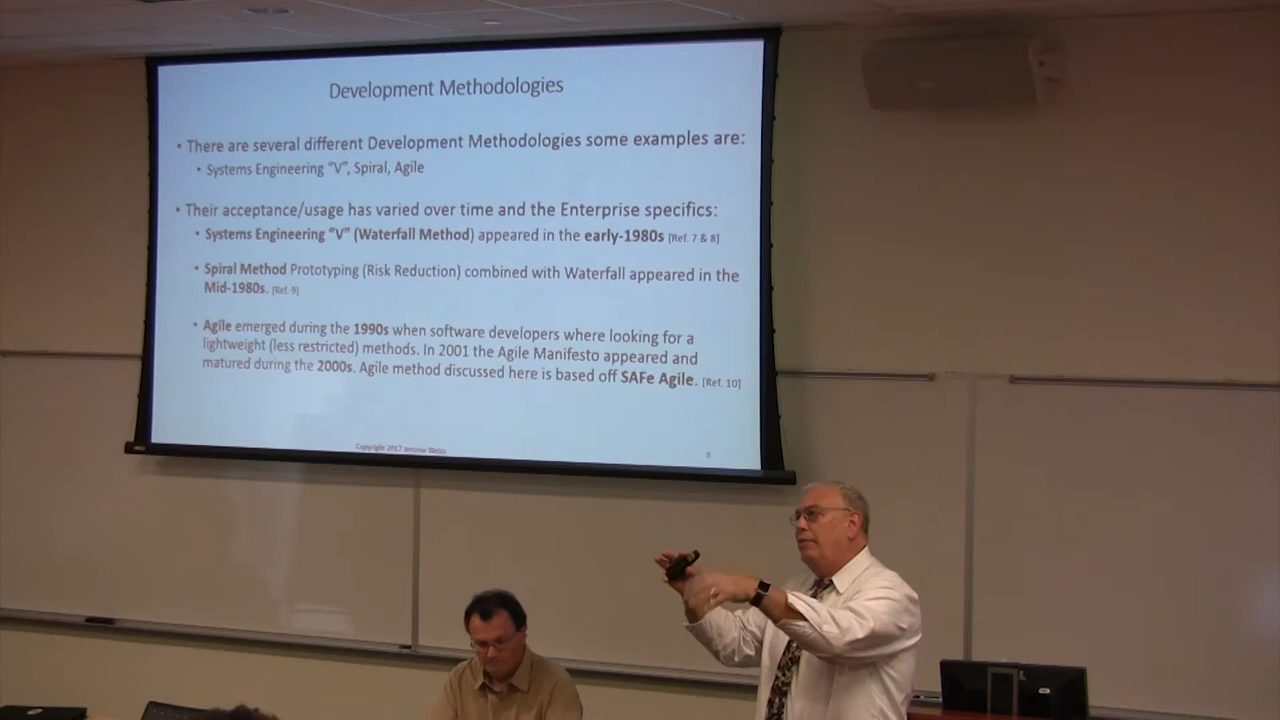 Development Methodologies
• There are several different Development Methodologies some examples are:
• Systems Engineering "V", Spiral, Agile
• Their acceptance/usage has varied over time and the Enterprise specifics:
• Systems Engineering "V" (Waterfall Method) appeared in the early-1980s [Ref. 7 & 8]
• Spiral Method Prototyping (Risk Reduction) combined with Waterfall appeared in the
Mid-1980s. [Ref. 9]
• Agile emerged during the 1990s when software developers where looking for a
lightweight (less restricted) methods. In 2001 the Agile Manifesto appeared and
matured during the 2000s. Agile method discussed here is based off SAFe Agile. [Ref. 10]
Copyright 2017
8